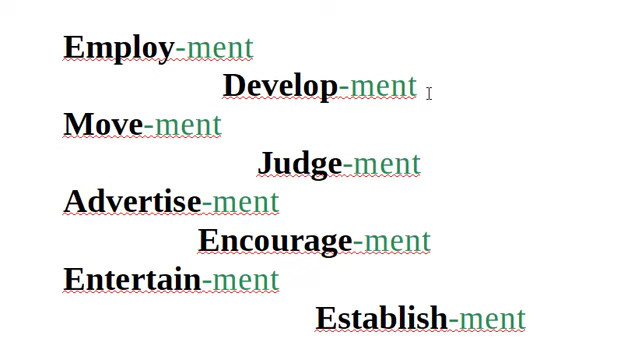 Employ-ment
Develop-ment
Move-ment
Judge-ment
Advertise-ment
Encourage-ment
Entertain-ment
Establish-ment